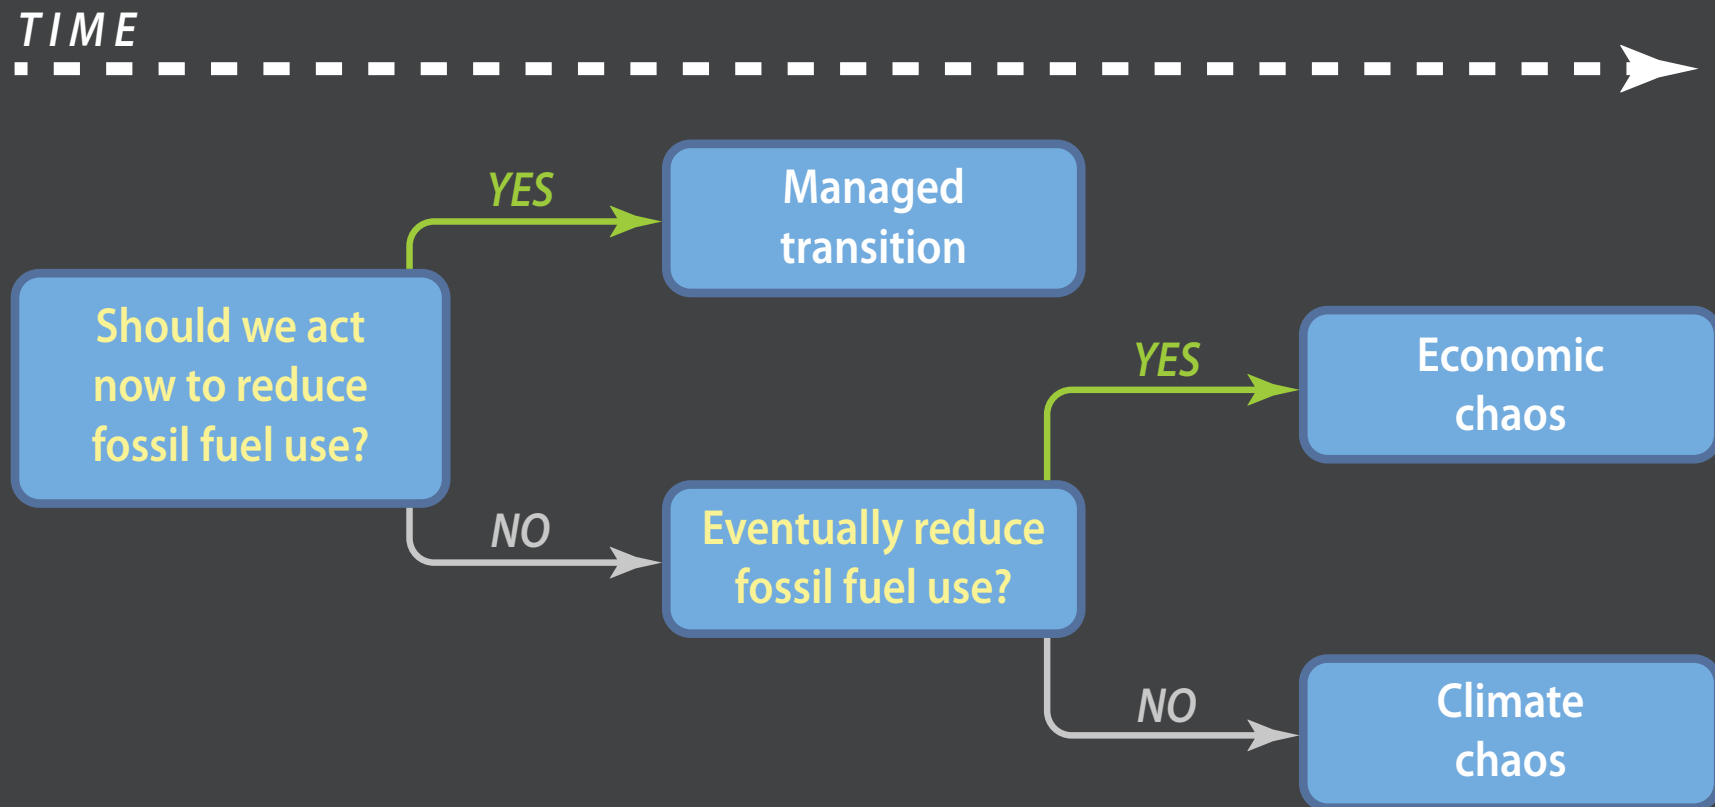 TIME
YES
Managed
transition
Should we act
now to reduce
fossil fuel use?
NO
Eventually reduce
fossil fuel use?
YES
Economic
chaos
NO
Climate
chaos